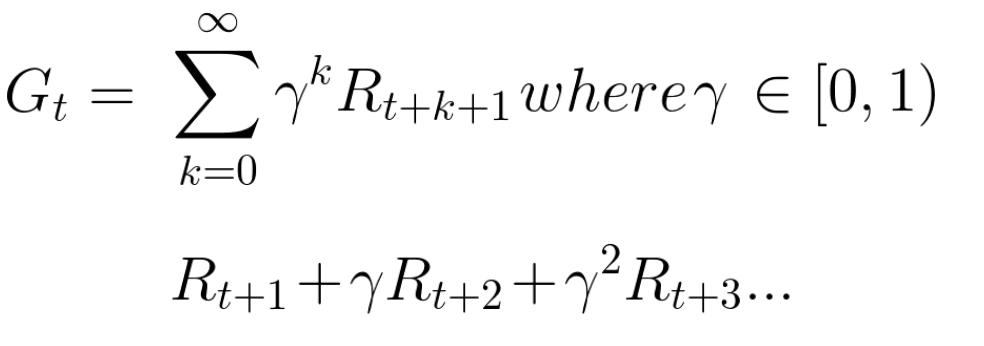 G_t = \sum_{k=0}^{\infty} \gamma^k R_{t+k+1} where \gamma \in [0, 1)
R_{t+1} + \gamma R_{t+2} + \gamma^2 R_{t+3}...